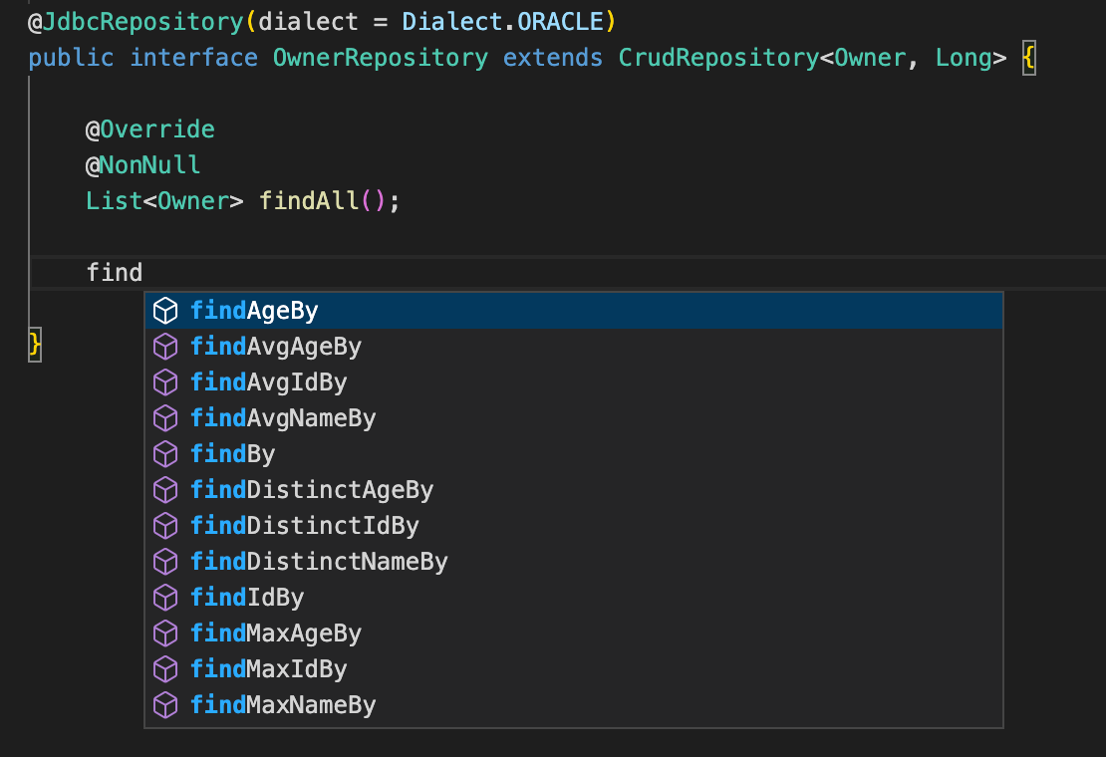 @JdbcRepository(dialect = Dialect.ORACLE)
public interface OwnerRepository extends CrudRepository<Owner, Long> {
@Override
@NonNull
List<Owner> findAll();
find
findAgeBy
findAvgAgeBy
findAvgIdBy
findAvgNameBy
findBy
findDistinctAgeBy
findDistinctIdBy
findDistinctNameBy
findIdBy
findMaxAgeBy
findMaxIdBy
findMaxNameBy
}